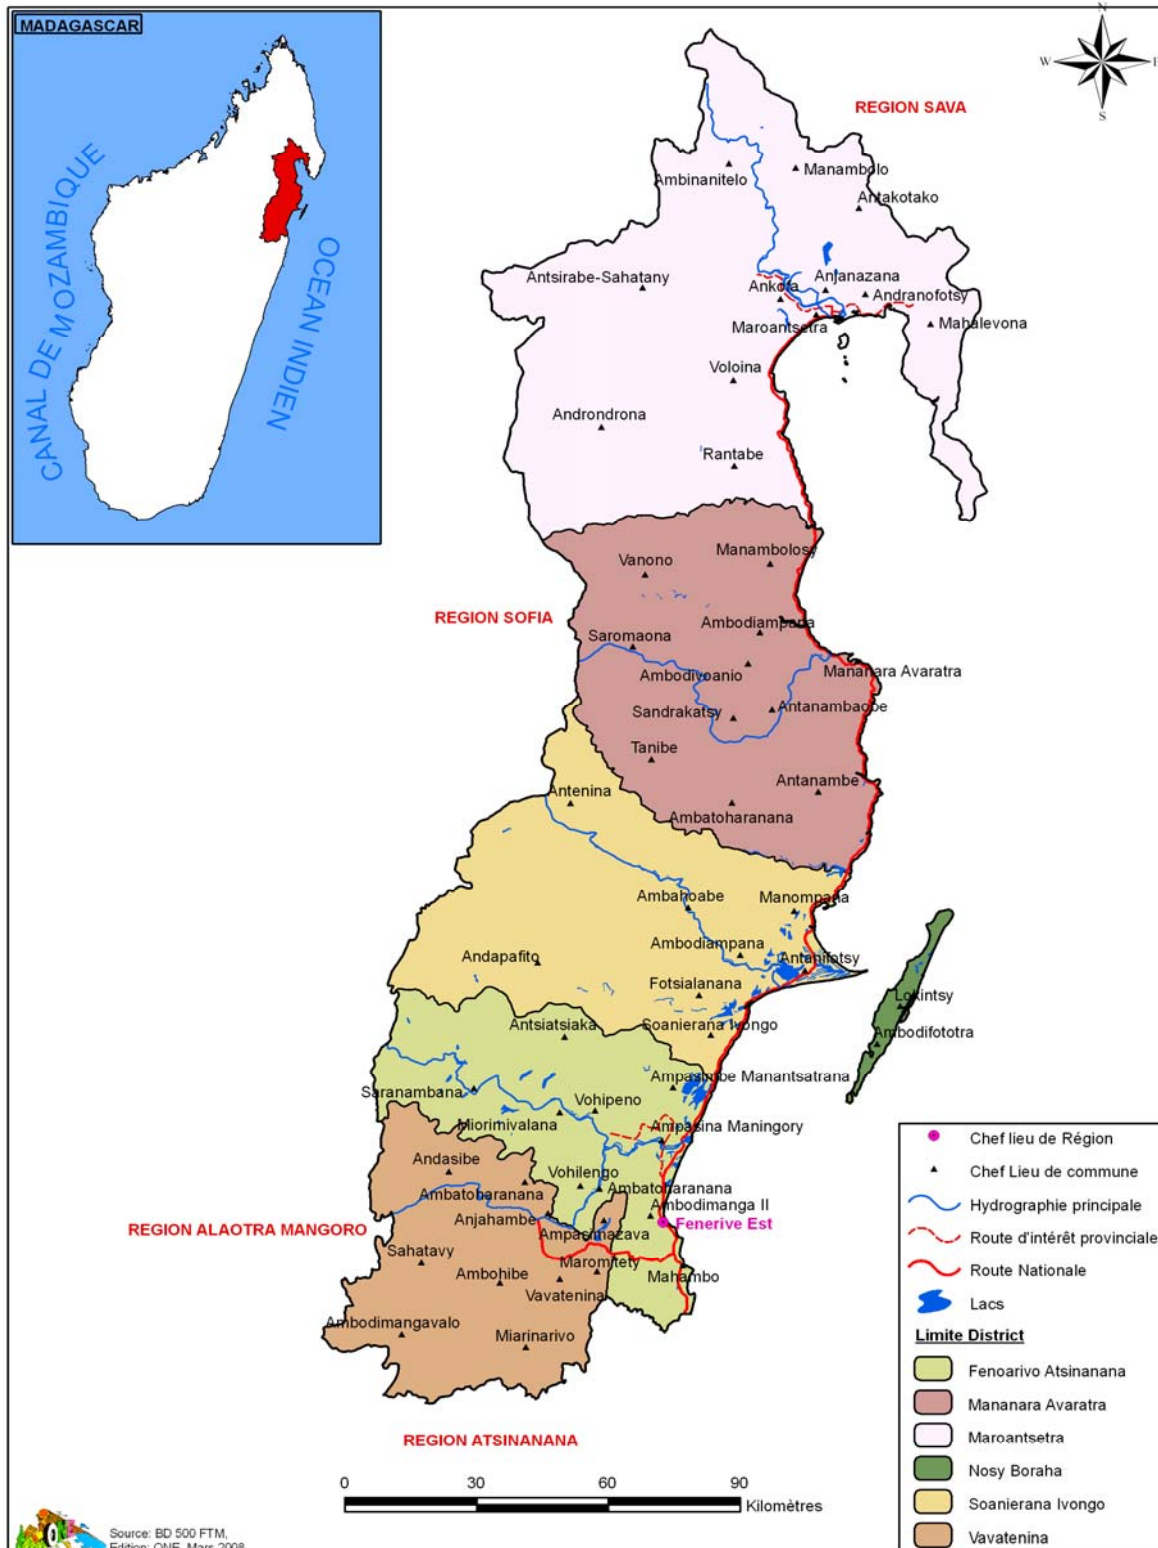 MADAGASCAR
CANAL DE MOZAMBIQUE
OCEAN INDIEN
N
W
E
S
REGION SAVA
Ambinanitelo
Manambolo
Antakotako
Antsirabe-Sahatany
Ankofa
Anjanazana
Andranofotsy
Maroantsetra
Mahalevona
Voloina
Androndrona
Rantabe
Vanono
Manambolosy
REGION SOFIA
Ambodiampana
Saromaona
Ambodivoanio
Mananara Avaratra
Sandrakatsy
Antanambaobe
Tanibe
Antanambe
Antenina
Ambatoharanana
Ambahoabe
Manompana
Ambodiampana
Andapafito
Antanifotsy
Fotsialanana
Lokintsy
Antsiatsiaka
Soanierana Ivongo
Ambodifototra
Saranambana
Ampasimbe Manantsatrana
Vohipeno
Miorimivalana
Ampasina Maningory
Andasibe
Vohilengo
Ambatoharanana
Ambatoharanana
Ambodimanga II
Anjahambe
Fenerive Est
REGION ALAOTRA MANGORO
Ampasimazava
Sahatavy
Maromitety
Ambohibe
Mahambo
Vavatenina
Ambodimangavalo
Miarinarivo
REGION ATSINANANA
0
30
60
90
Kilomètres
Chef lieu de Région
Chef Lieu de commune
Hydrographie principale
Route d'intérêt provinciale
Route Nationale
Lacs
Limite District
Fenoarivo Atsinanana
Mananara Avaratra
Maroantsetra
Nosy Boraha
Soanierana Ivongo
Vavatenina
Source: BD 500 FTM,
Edition: ONE, Mars 2008